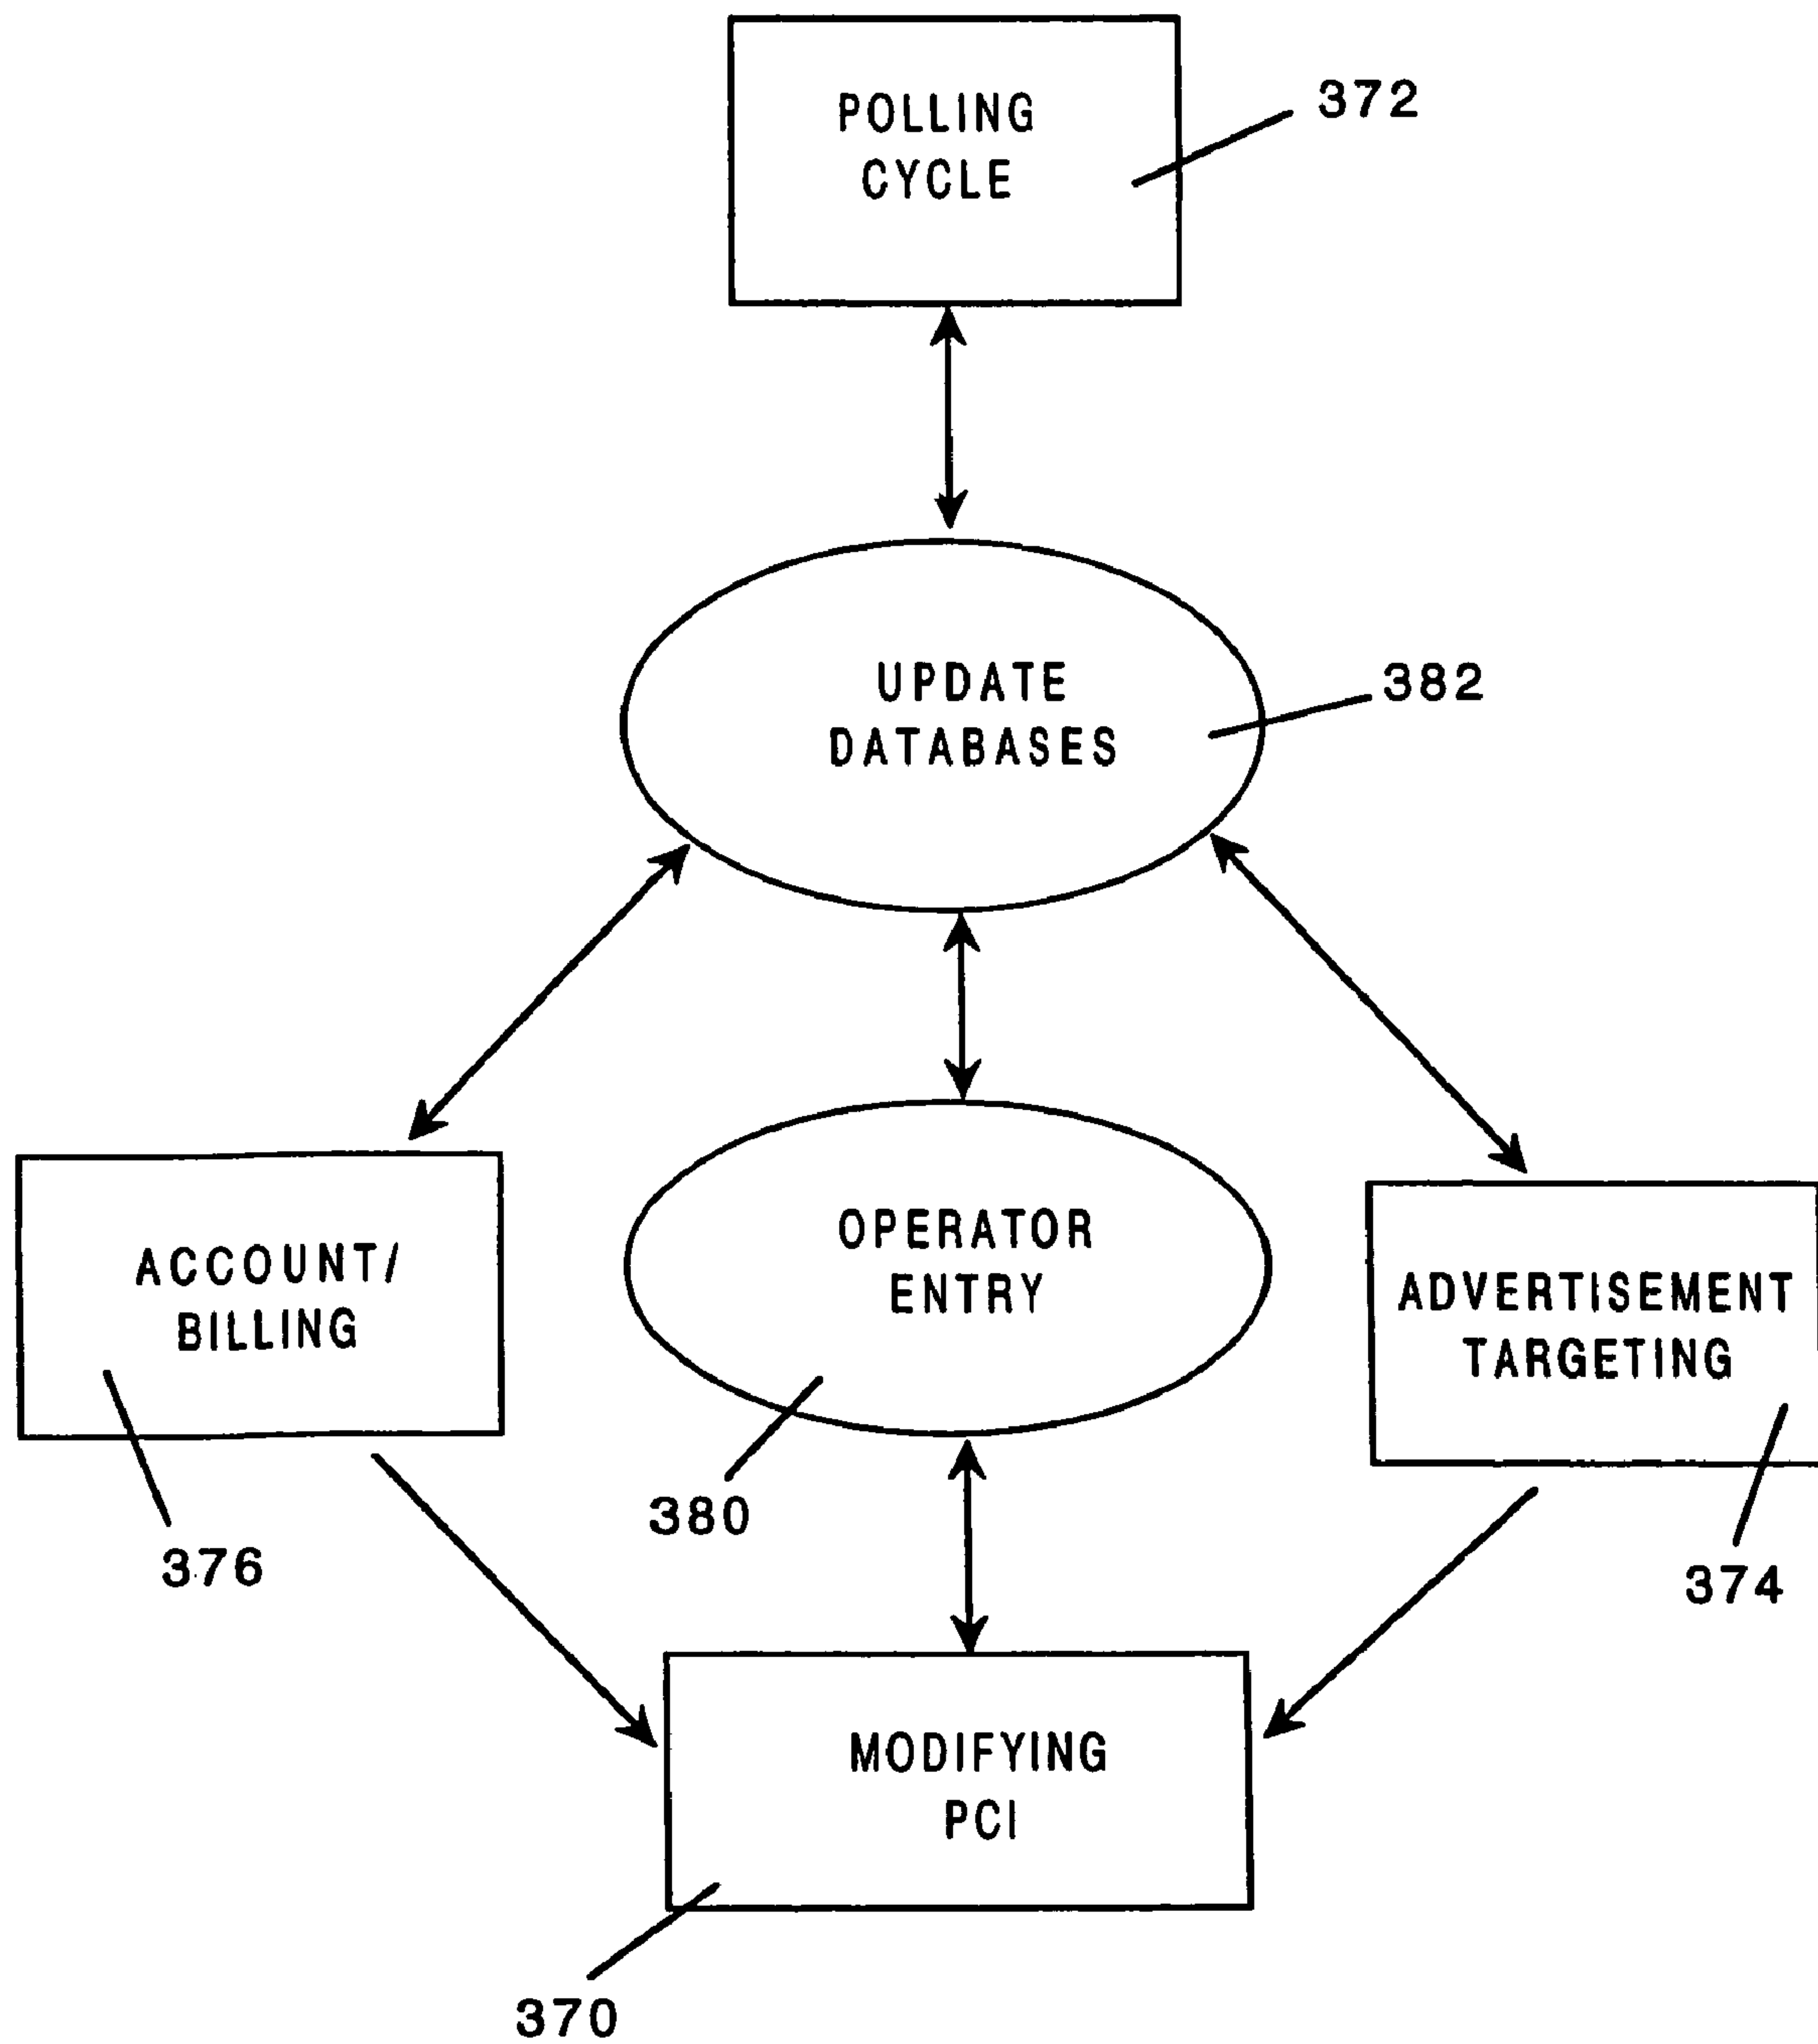 POLLING
CYCLE
372
UPDATE
DATABASES
382
ACCOUNT/
BILLING
OPERATOR
ENTRY
ADVERTISEMENT
TARGETING
380
376
374
MODIFYING
PCI
370